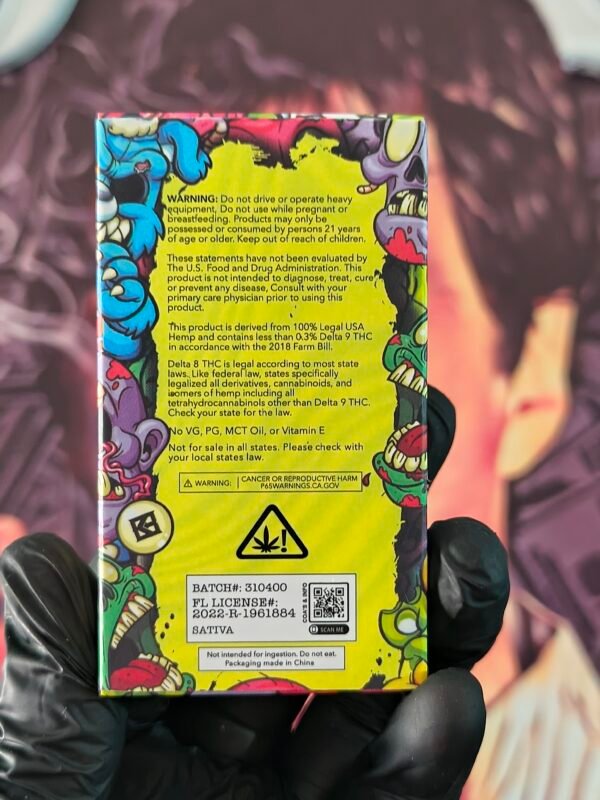 WARNING: Do not drive or operate heavy
equipment, Do not use while pregnant or
breastfeeding. Products may only be
possessed or consumed by persons 21 years
of age or older. Keep out of reach of children.
These statements have not been evaluated by
The U.S. Food and Drug Administration. This
product is not intended to diagnose, treat, cure
or prevent any disease, Consult with your
primary care physician prior to using this
product.
This product is derived from 100% Legal USA
Hemp and contains less than 0.3% Delta 9 THC
in accordance with the 2018 Farm Bill.
Delta 8 THC is legal according to most state
laws. Like federal law, states specifically
legalized all derivatives, cannabinoids, and
isomers of hemp including all
tetrahydrocannabinols other than Delta 9 THC.
Check your state for the law.
No VG, PG, MCT Oil, or Vitamin E
Not for sale in all states. Please check with
your local states law.
WARNING: CANCER OR REPRODUCTIVE HARM
P65WARNINGS.CA.GOV
!
BATCH#: 310400
FL LICENSE#:
2022-R-1961884
SATIVA
COA'S & INFO
SCAN ME
Not intended for ingestion. Do not eat.
Packaging made in China